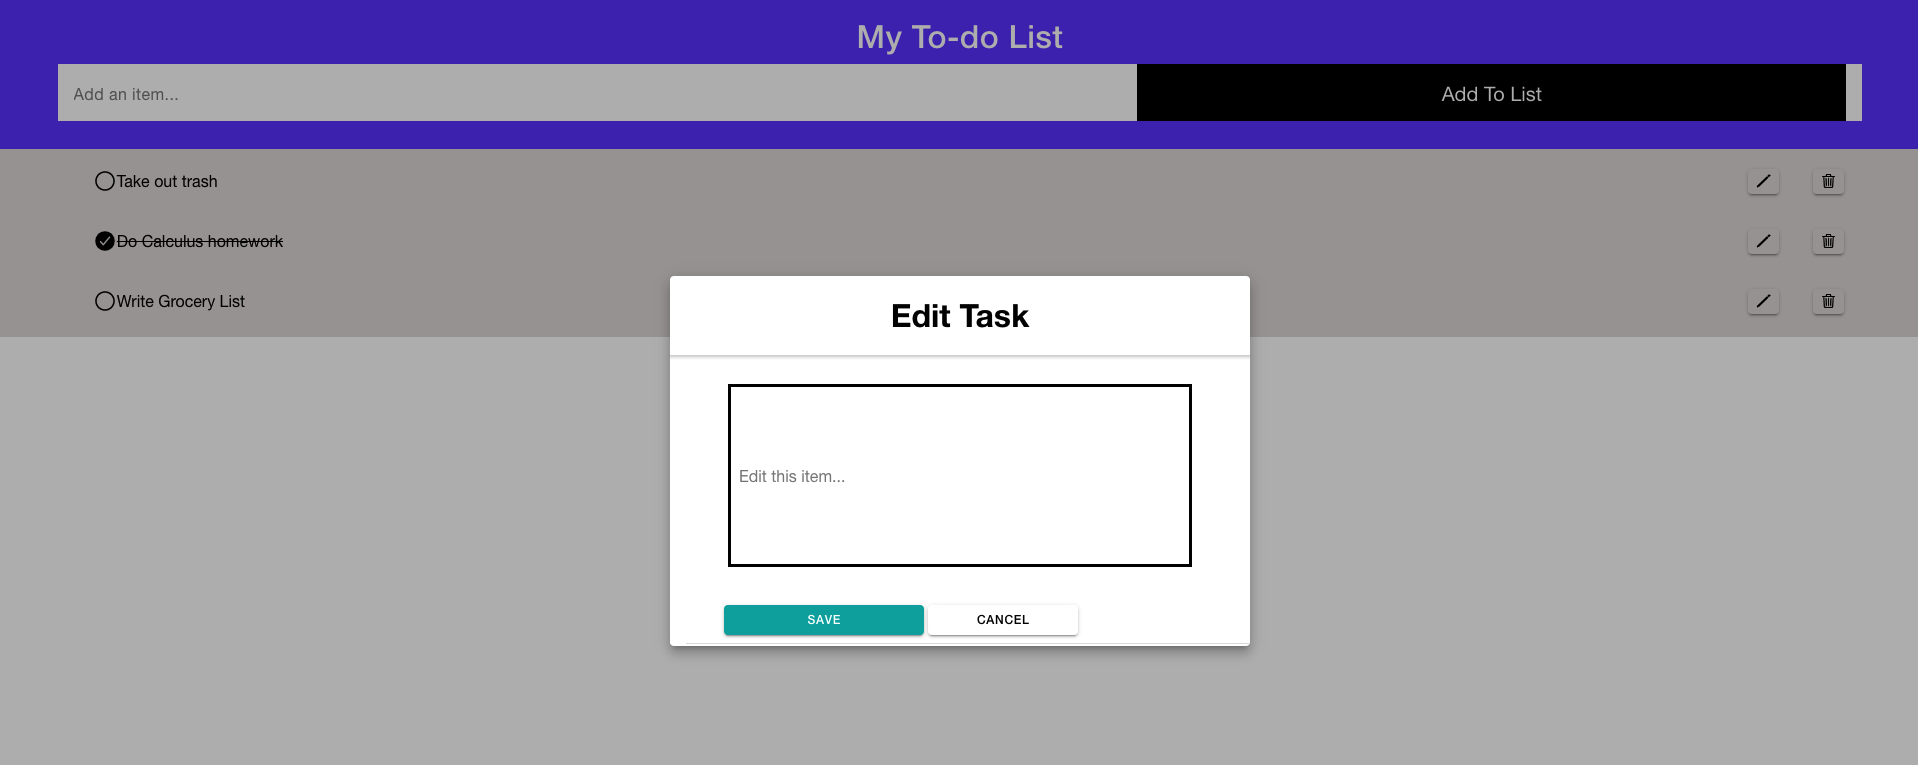 My To-do List
Add an item...
Add To List
Take out trash
Do Calculus homework
Write Grocery List
Edit Task
Edit this item...
SAVE
CANCEL